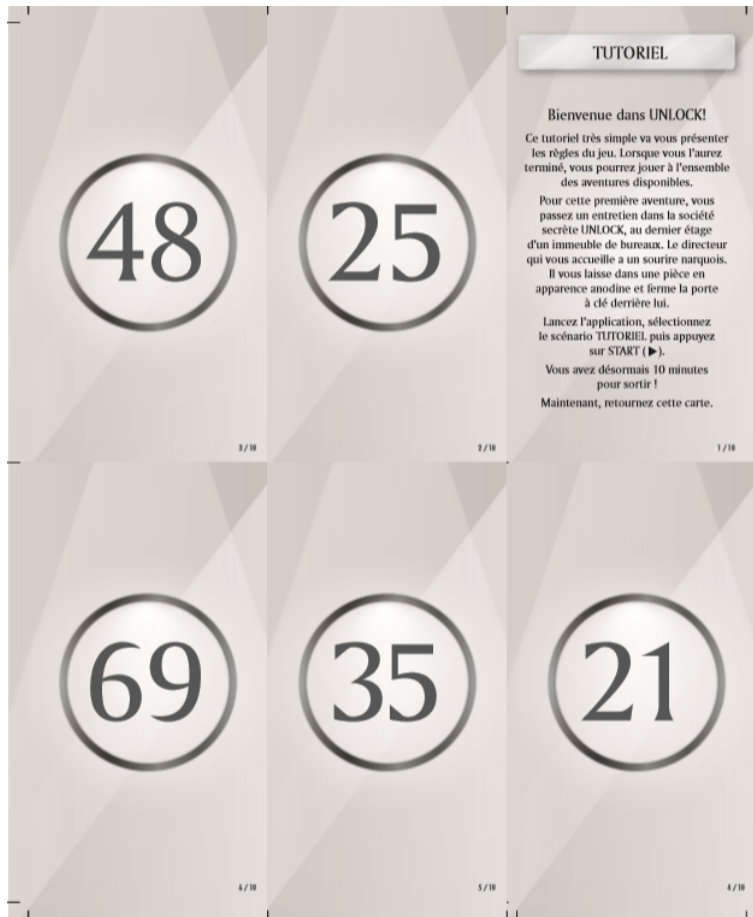 48
3/10
25
2/10
TUTORIEL
Bienvenue dans UNLOCK!
Ce tutoriel très simple va vous présenter
les règles du jeu. Lorsque vous l'aurez
terminé, vous pourrez jouer à l'ensemble
des aventures disponibles.
Pour cette première aventure, vous
passez un entretien dans la société
secrète UNLOCK, au dernier étage
d'un immeuble de bureaux. Le directeur
qui vous accueille a un sourire narquois.
Il vous laisse dans une pièce en
apparence anodine et ferme la porte
à clé derrière lui.
Lancez l'application, sélectionnez
le scénario TUTORIEL puis appuyez
sur START (▶).
Vous avez désormais 10 minutes
pour sortir !
Maintenant, retournez cette carte.
1/10
69
6/10
35
5/10
21
4/10